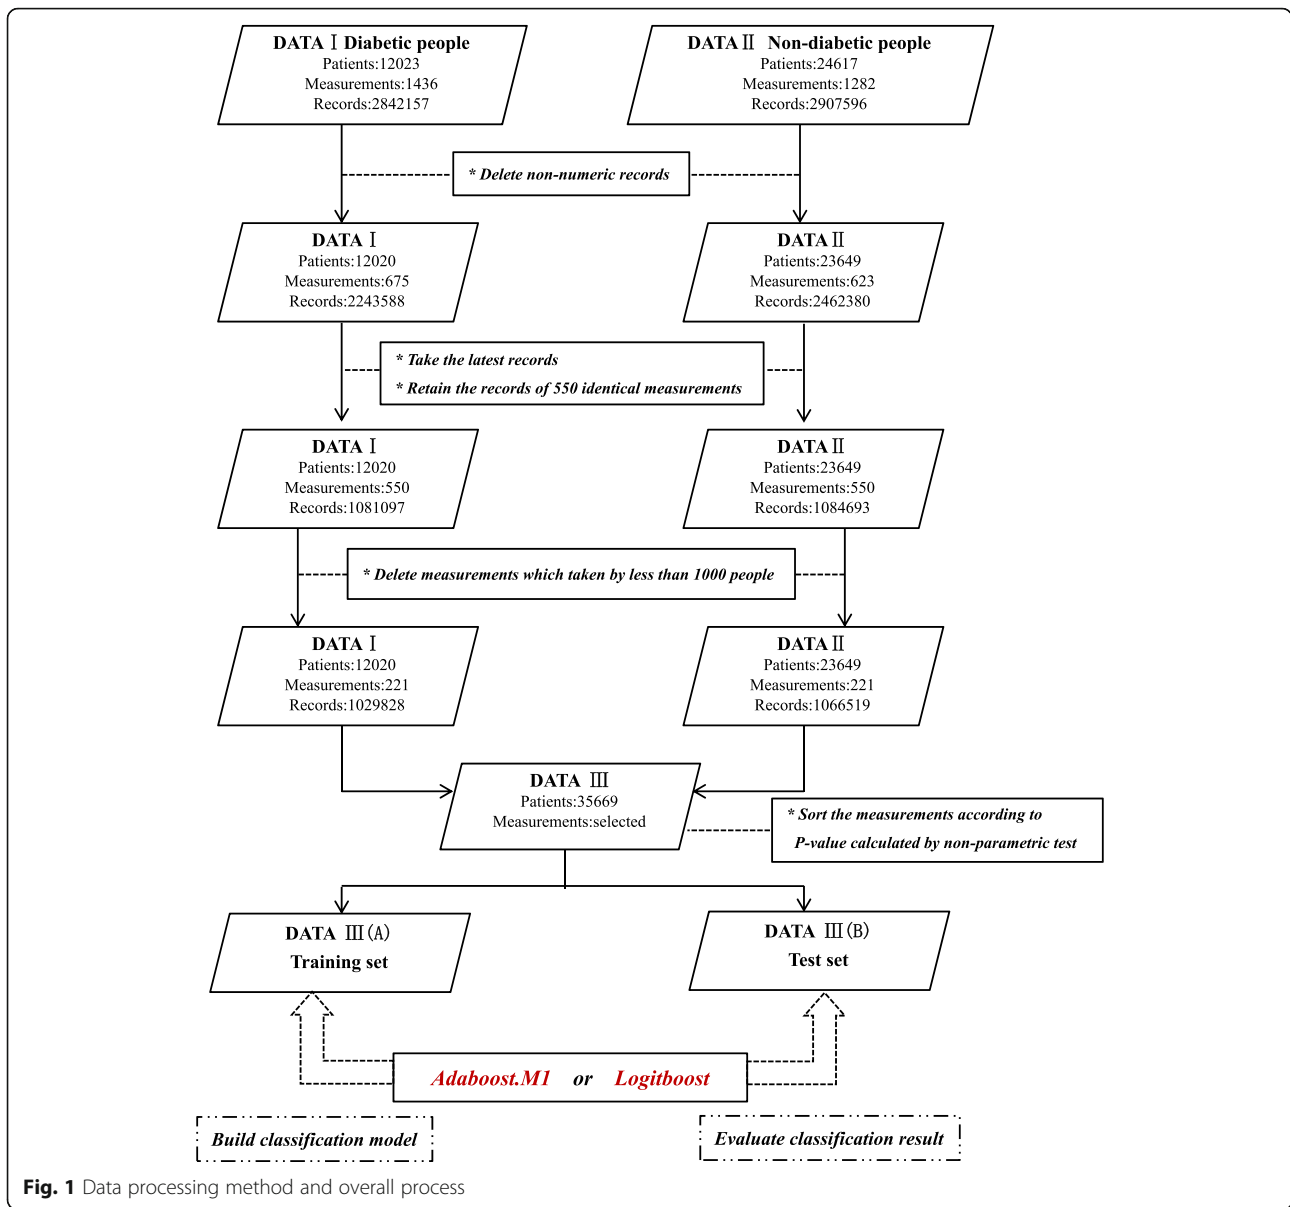 DATA Ⅰ Diabetic people
Patients:12023
Measurements:1436
Records:2842157
DATA Ⅱ Non-diabetic people
Patients:24617
Measurements:1282
Records:2907596
* Delete non-numeric records
DATA Ⅰ
Patients:12020
Measurements:675
Records:2243588
DATA Ⅱ
Patients:23649
Measurements:623
Records:2462380
* Take the latest records
* Retain the records of 550 identical measurements
DATA Ⅰ
Patients:12020
Measurements:550
Records:1081097
DATA Ⅱ
Patients:23649
Measurements:550
Records:1084693
* Delete measurements which taken by less than 1000 people
DATA Ⅰ
Patients:12020
Measurements:221
Records:1029828
DATA Ⅱ
Patients:23649
Measurements:221
Records:1066519
DATA Ⅲ
Patients:35669
Measurements:selected
* Sort the measurements according to
P-value calculated by non-parametric test
DATA Ⅲ(A)
Training set
DATA Ⅲ(B)
Test set
Adaboost.M1 or Logitboost
Build classification model
Evaluate classification result
Fig. 1 Data processing method and overall process